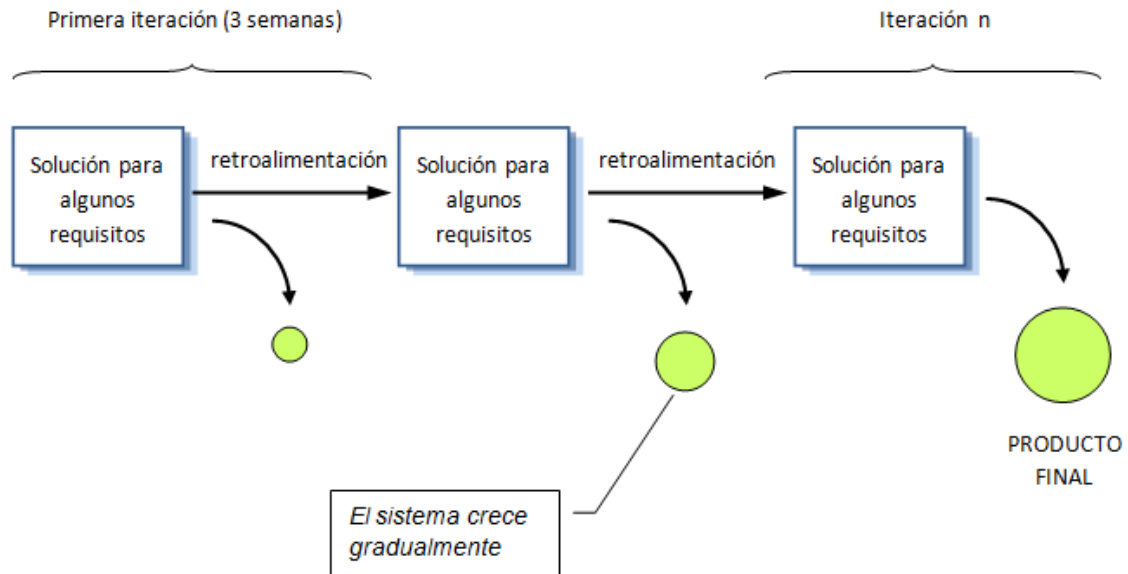 Primera iteración (3 semanas)
Iteración n
Solución para
algunos
requisitos
retroalimentación
Solución para
algunos
requisitos
retroalimentación
Solución para
algunos
requisitos
PRODUCTO
FINAL
El sistema crece
gradualmente